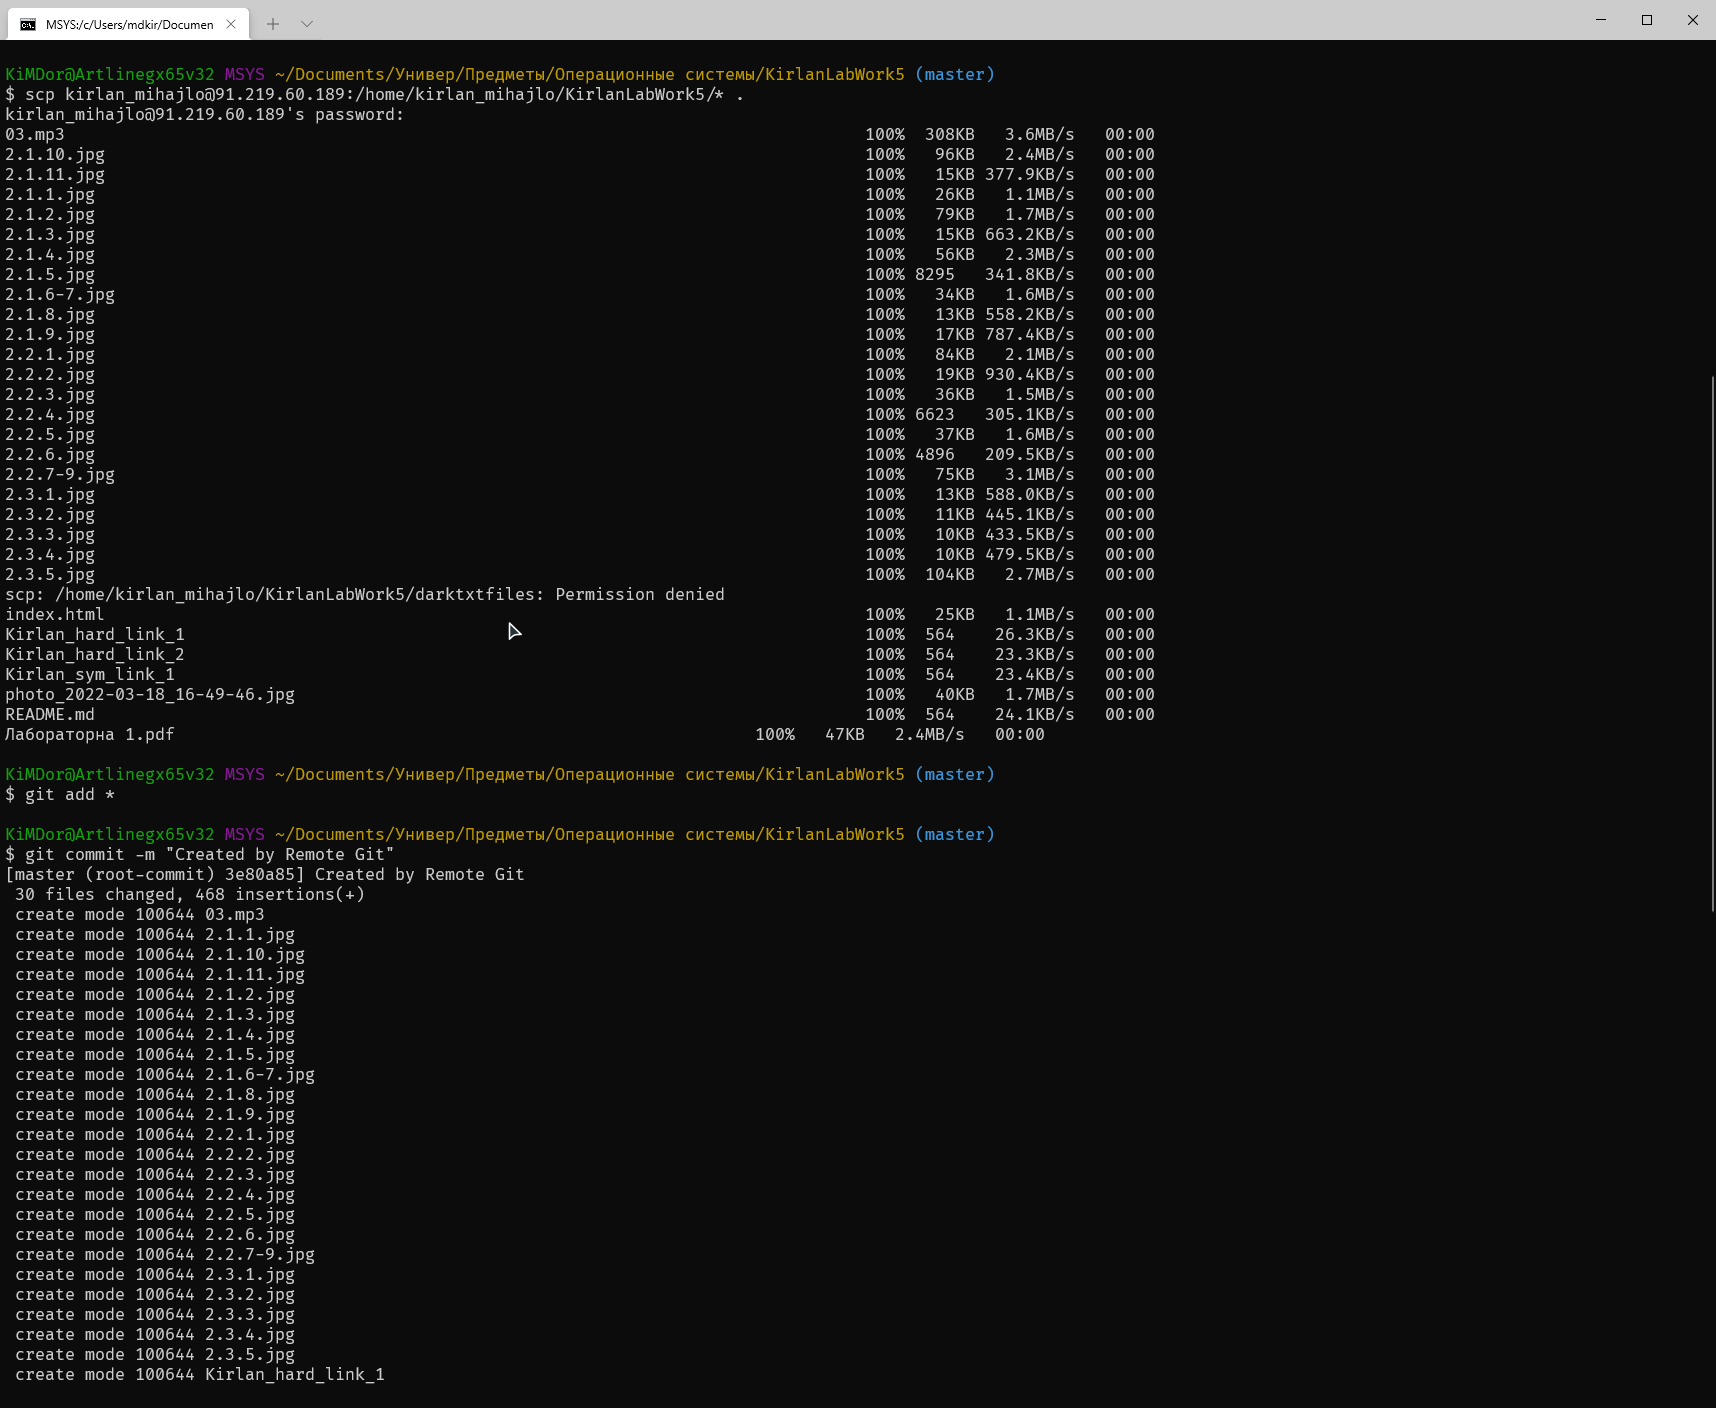 MSYS:/c/Users/mdkir/Documen
KiMDor@Artlinegx65v32 MSYS ~/Documents/Универ/Предметы/Операционные системы/KirlanLabWork5 (master)
$ scp kirlan_mihajlo@91.219.60.189:/home/kirlan_mihajlo/KirlanLabWork5/* .
kirlan_mihajlo@91.219.60.189's password:
03.mp3 100% 308KB 3.6MB/s 00:00
2.1.10.jpg 100% 96KB 2.4MB/s 00:00
2.1.11.jpg 100% 15KB 377.9KB/s 00:00
2.1.1.jpg 100% 26KB 1.1MB/s 00:00
2.1.2.jpg 100% 79KB 1.7MB/s 00:00
2.1.3.jpg 100% 15KB 663.2KB/s 00:00
2.1.4.jpg 100% 56KB 2.3MB/s 00:00
2.1.5.jpg 100% 8295 341.8KB/s 00:00
2.1.6-7.jpg 100% 34KB 1.6MB/s 00:00
2.1.8.jpg 100% 13KB 558.2KB/s 00:00
2.1.9.jpg 100% 17KB 787.4KB/s 00:00
2.2.1.jpg 100% 84KB 2.1MB/s 00:00
2.2.2.jpg 100% 19KB 930.4KB/s 00:00
2.2.3.jpg 100% 36KB 1.5MB/s 00:00
2.2.4.jpg 100% 6623 305.1KB/s 00:00
2.2.5.jpg 100% 37KB 1.6MB/s 00:00
2.2.6.jpg 100% 4896 209.5KB/s 00:00
2.2.7-9.jpg 100% 75KB 3.1MB/s 00:00
2.3.1.jpg 100% 13KB 588.0KB/s 00:00
2.3.2.jpg 100% 11KB 445.1KB/s 00:00
2.3.3.jpg 100% 10KB 433.5KB/s 00:00
2.3.4.jpg 100% 10KB 479.5KB/s 00:00
2.3.5.jpg 100% 104KB 2.7MB/s 00:00
scp: /home/kirlan_mihajlo/KirlanLabWork5/darktxtfiles: Permission denied
index.html 100% 25KB 1.1MB/s 00:00
Kirlan_hard_link_1 100% 564 26.3KB/s 00:00
Kirlan_hard_link_2 100% 564 23.3KB/s 00:00
Kirlan_sym_link_1 100% 564 23.4KB/s 00:00
photo_2022-03-18_16-49-46.jpg 100% 40KB 1.7MB/s 00:00
README.md 100% 564 24.1KB/s 00:00
Лабораторна 1.pdf 100% 47KB 2.4MB/s 00:00
KiMDor@Artlinegx65v32 MSYS ~/Documents/Универ/Предметы/Операционные системы/KirlanLabWork5 (master)
$ git add *
KiMDor@Artlinegx65v32 MSYS ~/Documents/Универ/Предметы/Операционные системы/KirlanLabWork5 (master)
$ git commit -m "Created by Remote Git"
[master (root-commit) 3e80a85] Created by Remote Git
30 files changed, 468 insertions(+)
create mode 100644 03.mp3
create mode 100644 2.1.1.jpg
create mode 100644 2.1.10.jpg
create mode 100644 2.1.11.jpg
create mode 100644 2.1.2.jpg
create mode 100644 2.1.3.jpg
create mode 100644 2.1.4.jpg
create mode 100644 2.1.5.jpg
create mode 100644 2.1.6-7.jpg
create mode 100644 2.1.8.jpg
create mode 100644 2.1.9.jpg
create mode 100644 2.2.1.jpg
create mode 100644 2.2.2.jpg
create mode 100644 2.2.3.jpg
create mode 100644 2.2.4.jpg
create mode 100644 2.2.5.jpg
create mode 100644 2.2.6.jpg
create mode 100644 2.2.7-9.jpg
create mode 100644 2.3.1.jpg
create mode 100644 2.3.2.jpg
create mode 100644 2.3.3.jpg
create mode 100644 2.3.4.jpg
create mode 100644 2.3.5.jpg
create mode 100644 Kirlan_hard_link_1